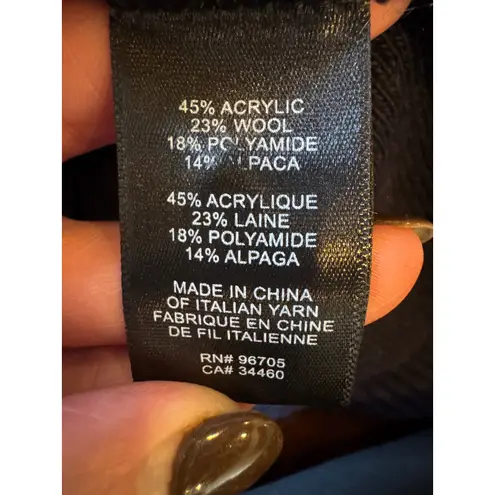 45% ACRYLIC
23% WOOL
18% POLYAMIDE
14% ALPACA
45% ACRYLIQUE
23% LAINE
18% POLYAMIDE
14% ALPAGA
MADE IN CHINA
OF ITALIAN YARN
FABRIQUE EN CHINE
DE FIL ITALIENNE
RN# 96705
CA# 34460